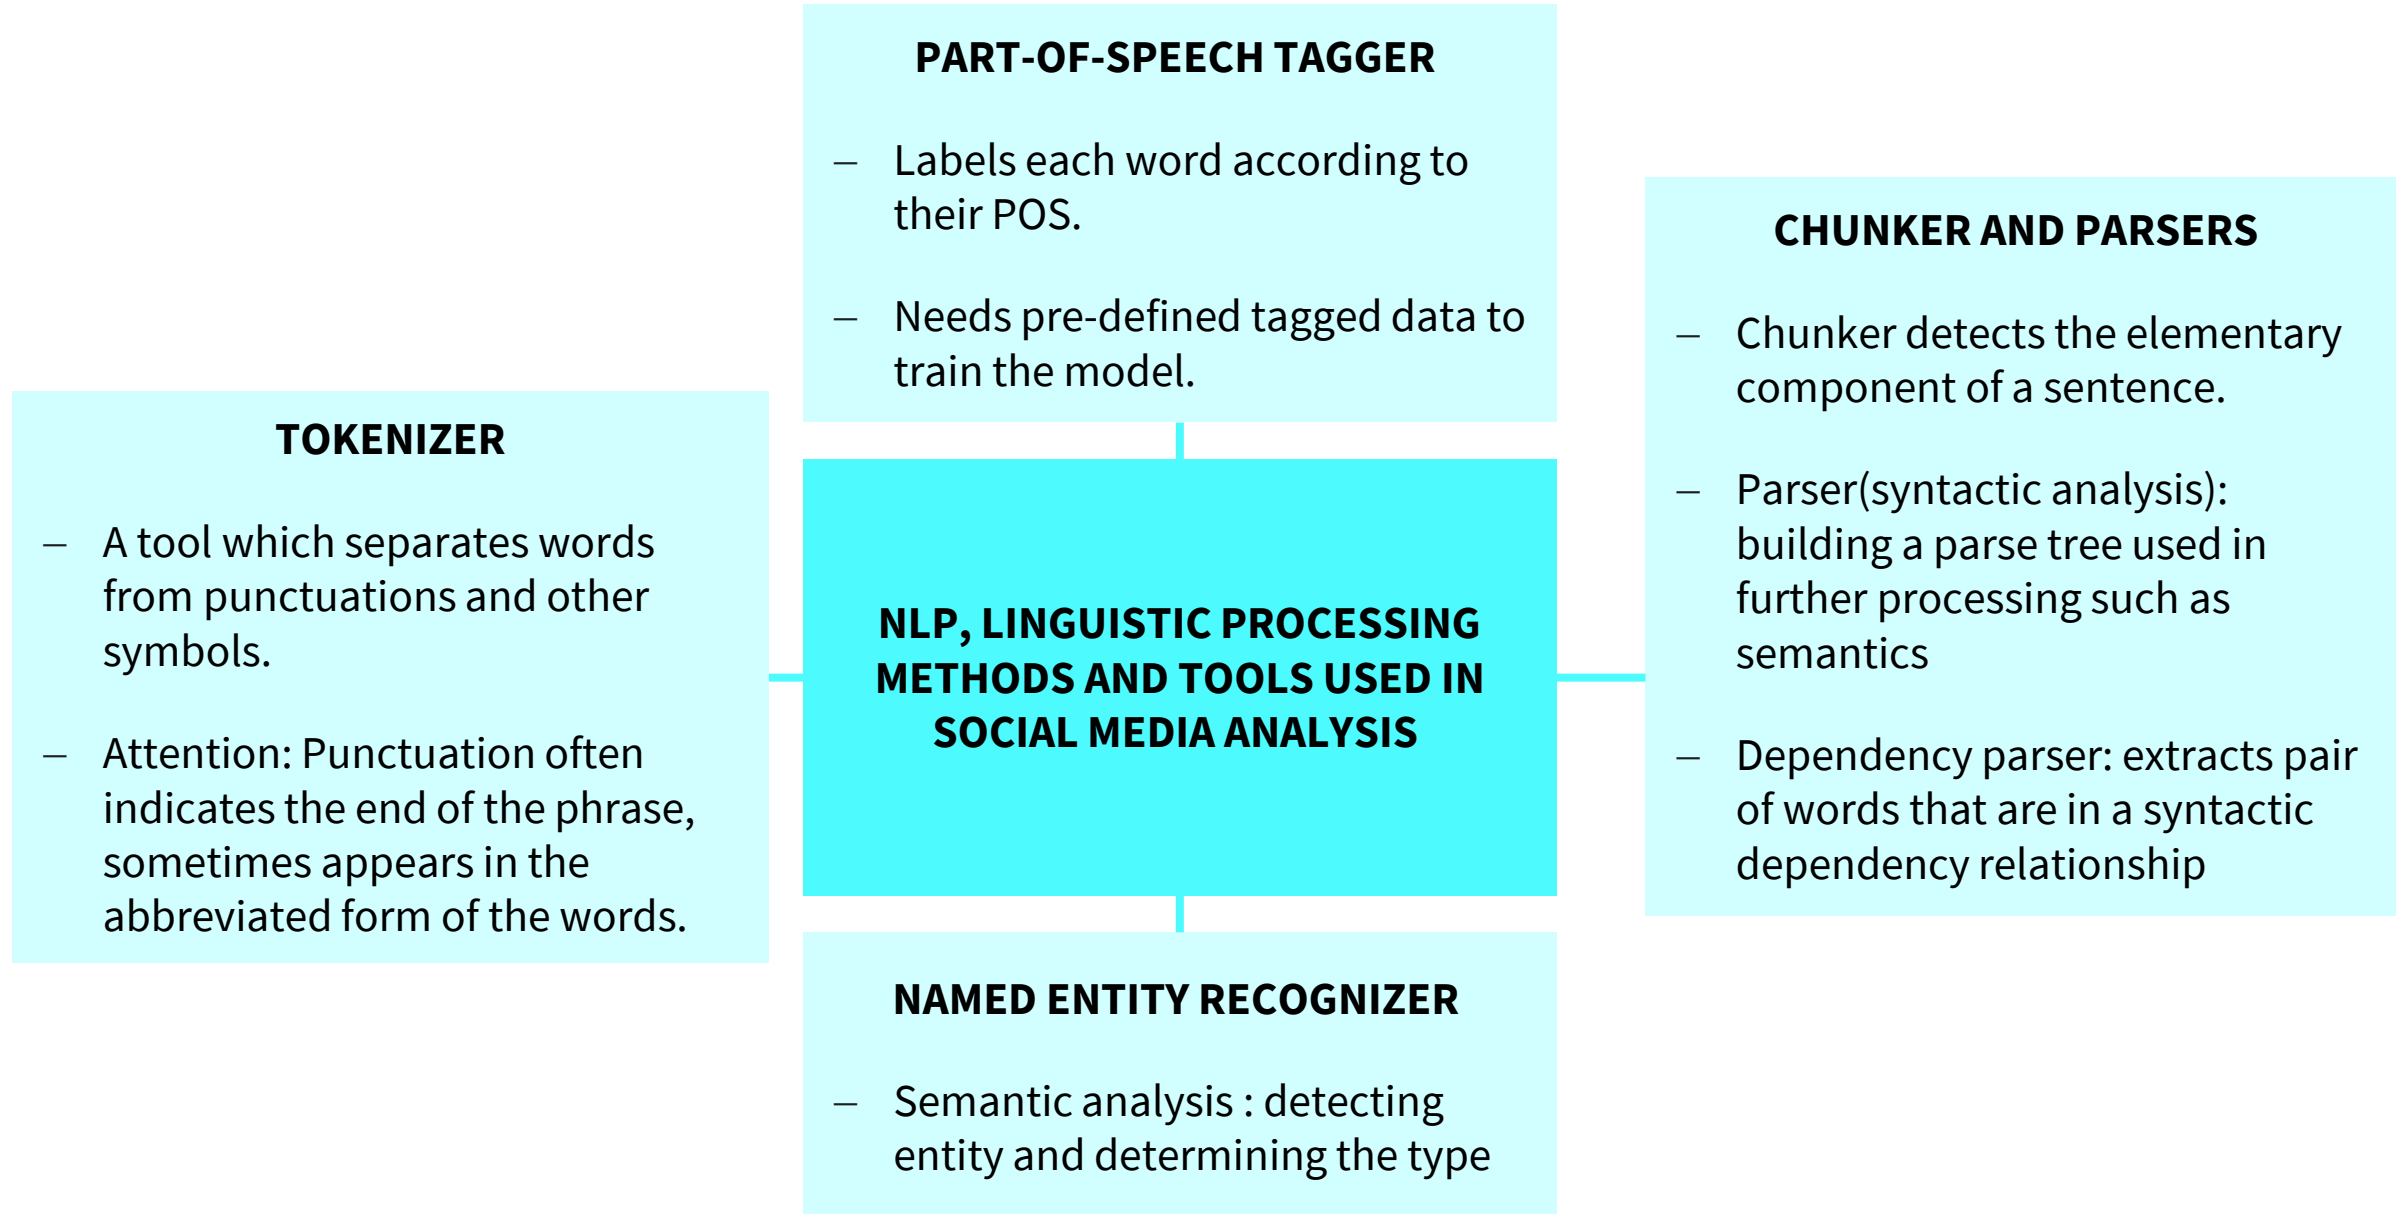 PART-OF-SPEECH TAGGER
– Labels each word according to
their POS.
– Needs pre-defined tagged data to
train the model.
TOKENIZER
– A tool which separates words
from punctuations and other
symbols.
– Attention: Punctuation often
indicates the end of the phrase,
sometimes appears in the
abbreviated form of the words.
NLP, LINGUISTIC PROCESSING
METHODS AND TOOLS USED IN
SOCIAL MEDIA ANALYSIS
CHUNKER AND PARSERS
– Chunker detects the elementary
component of a sentence.
– Parser(syntactic analysis):
building a parse tree used in
further processing such as
semantics
– Dependency parser: extracts pair
of words that are in a syntactic
dependency relationship
NAMED ENTITY RECOGNIZER
– Semantic analysis : detecting
entity and determining the type